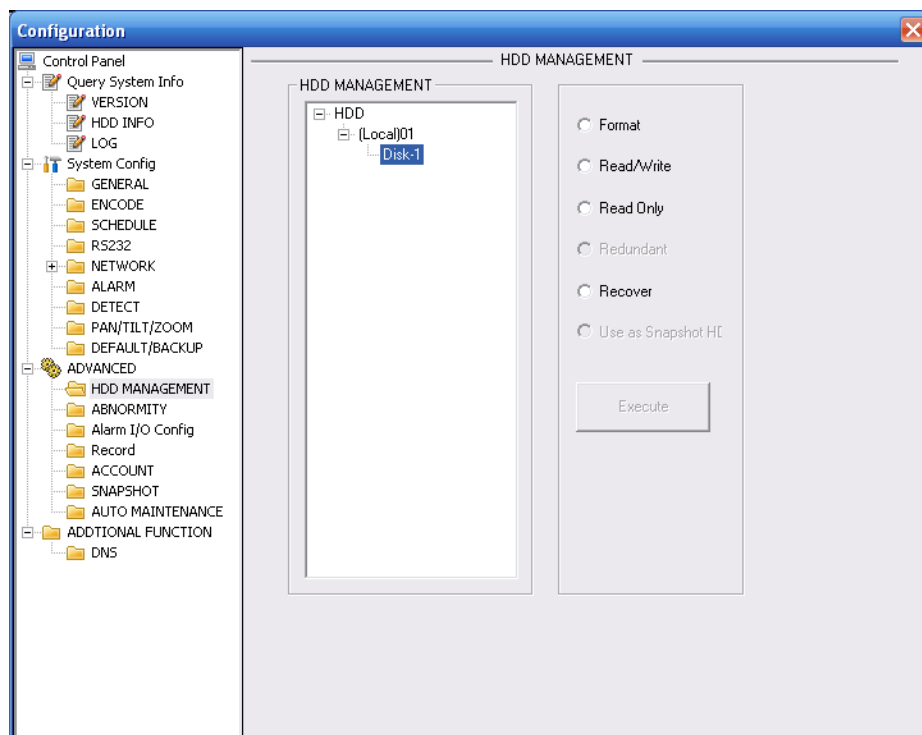 Configuration
Control Panel
Query System Info
VERSION
HDD INFO
LOG
System Config
GENERAL
ENCODE
SCHEDULE
RS232
NETWORK
ALARM
DETECT
PAN/TILT/ZOOM
DEFAULT/BACKUP
ADVANCED
HDD MANAGEMENT
ABNORMITY
Alarm I/O Config
Record
ACCOUNT
SNAPSHOT
AUTO MAINTENANCE
ADDTIONAL FUNCTION
DNS
HDD MANAGEMENT
HDD MANAGEMENT
HDD
(Local)01
Disk-1
Format
Read/Write
Read Only
Redundant
Recover
Use as Snapshot HD
Execute